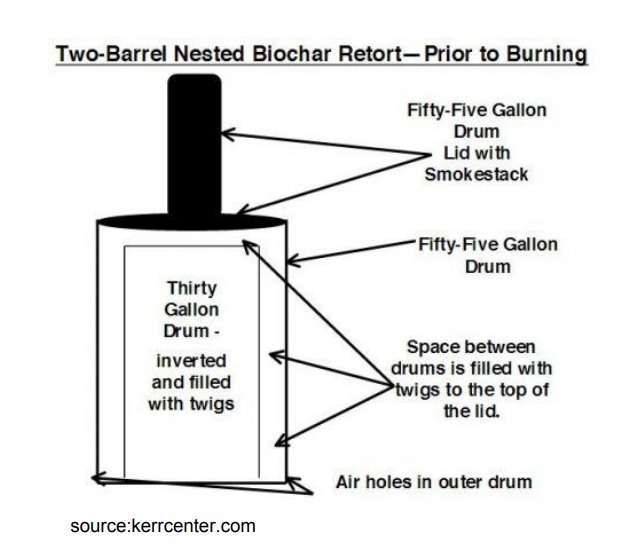 Two-Barrel Nested Biochar Retort—Prior to Burning
Fifty-Five Gallon
Drum
Lid with
Smokestack
Fifty-Five Gallon
Drum
Thirty
Gallon
Drum -
inverted
and filled
with twigs
Space between
drums is filled with
twigs to the top of
the lid.
Air holes in outer drum
source:kerrcenter.com